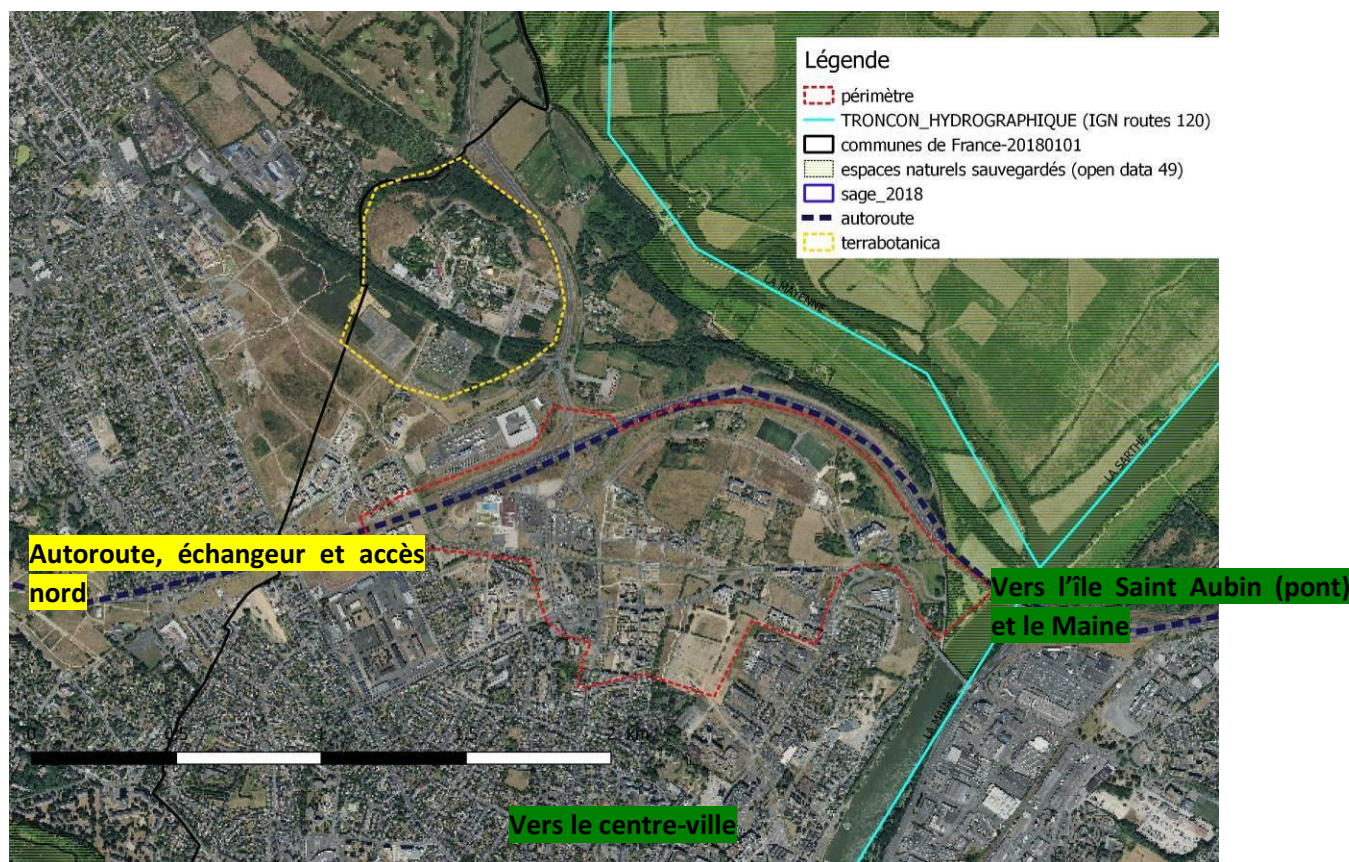 Légende
périmètre
TRONCON_HYDROGRAPHIQUE (IGN routes 120)
communes de France-20180101
espaces naturels sauvegardés (open data 49)
sage_2018
autoroute
terrabotanica
LA MAYENNE
LA SARTHE
Autoroute, échangeur et accès
nord
Vers l'île Saint Aubin (pont)
et le Maine
LA MAINE
0 0.5 1 1.5 2 km
Vers le centre-ville